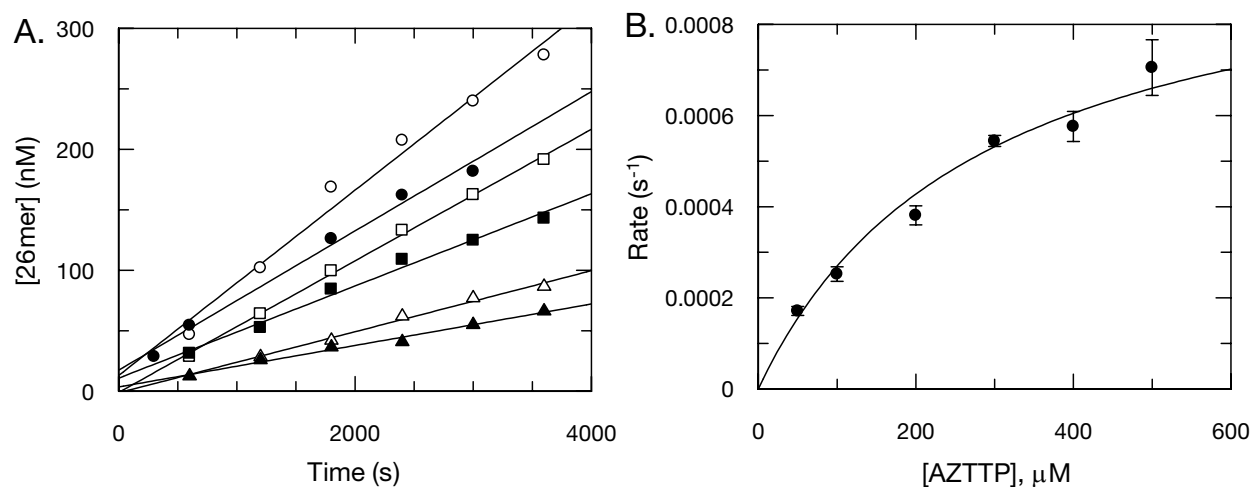 A.
[26mer] (nM)
300
200
100
0
0
2000
4000
Time (s)
B.
Rate (s-1)
0.0008
0.0006
0.0004
0.0002
0
0
200
400
600
[AZTTP], μM